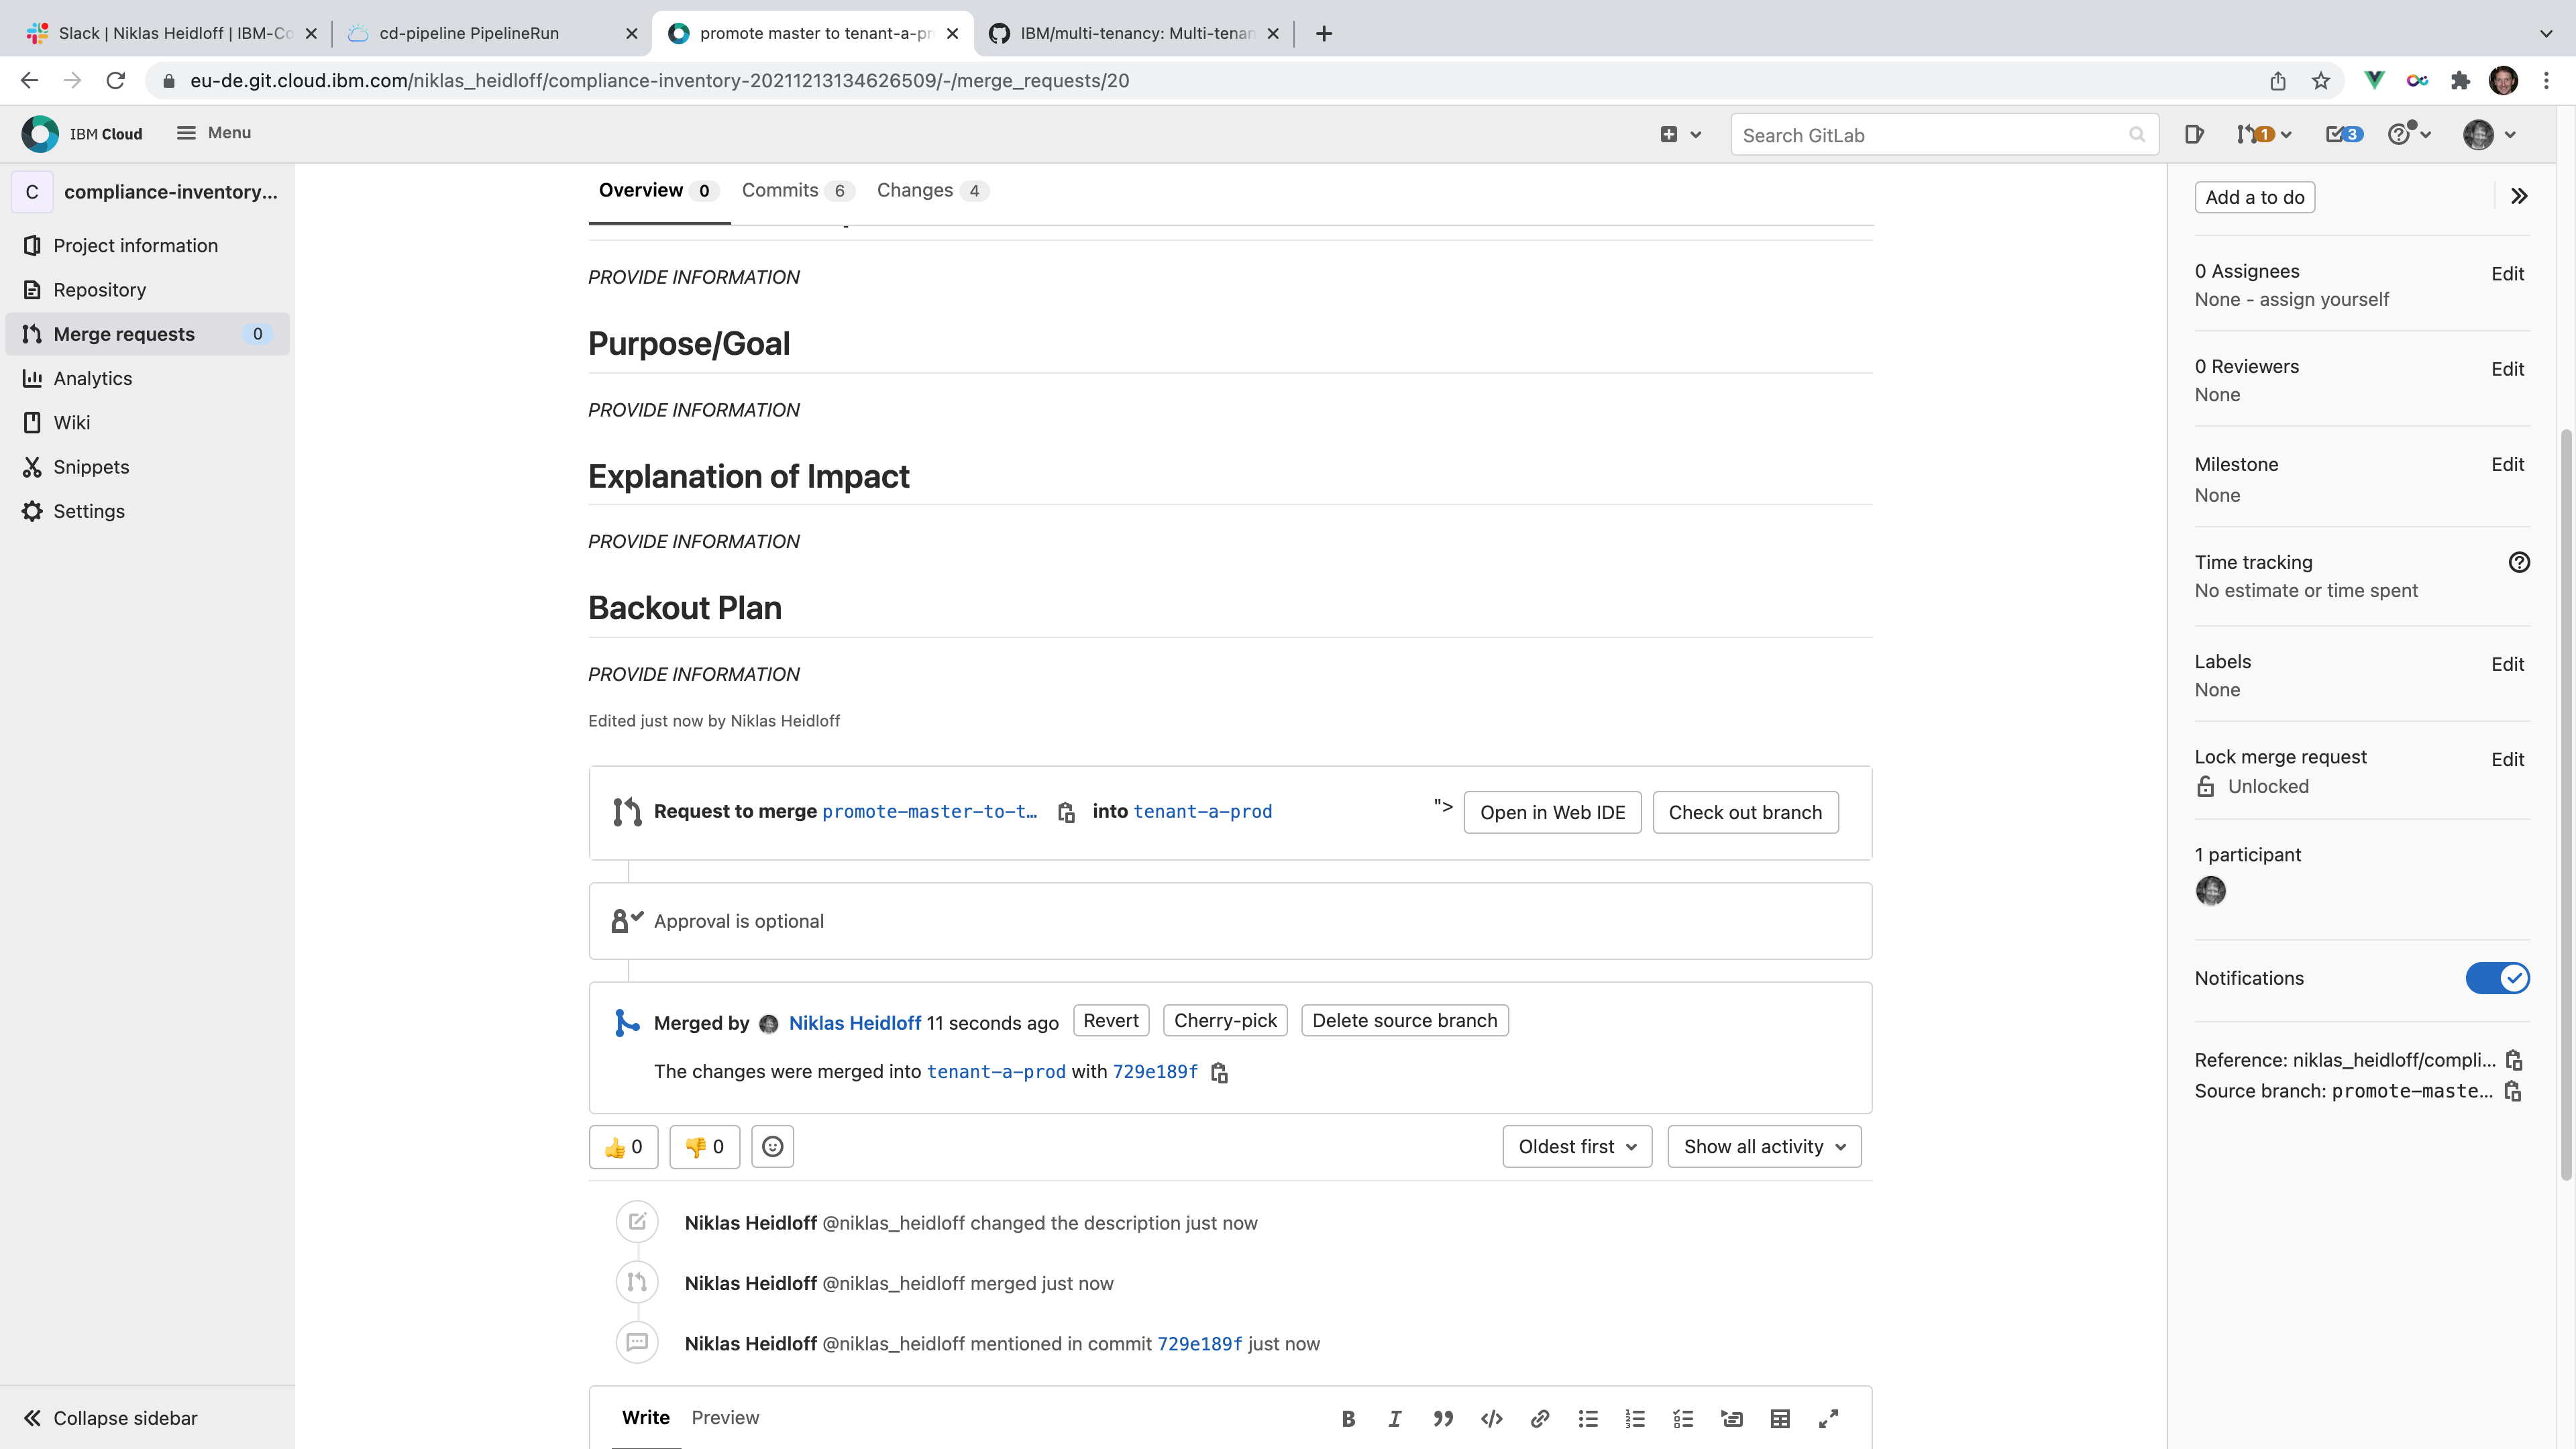 Slack | Niklas Heidloff | IBM-Co
cd-pipeline PipelineRun
promote master to tenant-a-pr
IBM/multi-tenancy: Multi-tenan
eu-de.git.cloud.ibm.com/niklas_heidloff/compliance-inventory-20211213134626509/-/merge_requests/20
IBM Cloud
Menu
Search GitLab
1
3
C
compliance-inventory...
Project information
Repository
Merge requests 0
Analytics
Wiki
Snippets
Settings
Collapse sidebar
Overview 0
Commits 6
Changes 4
PROVIDE INFORMATION
Purpose/Goal
PROVIDE INFORMATION
Explanation of Impact
PROVIDE INFORMATION
Backout Plan
PROVIDE INFORMATION
Edited just now by Niklas Heidloff
Request to merge promote-master-to-t… into tenant-a-prod
">
Open in Web IDE
Check out branch
Approval is optional
Merged by Niklas Heidloff 11 seconds ago
Revert
Cherry-pick
Delete source branch
The changes were merged into tenant-a-prod with 729e189f
0
0
Oldest first
Show all activity
Niklas Heidloff @niklas_heidloff changed the description just now
Niklas Heidloff @niklas_heidloff merged just now
Niklas Heidloff @niklas_heidloff mentioned in commit 729e189f just now
Write
Preview
Add a to do
0 Assignees
Edit
None - assign yourself
0 Reviewers
Edit
None
Milestone
Edit
None
Time tracking
No estimate or time spent
Labels
Edit
None
Lock merge request
Edit
Unlocked
1 participant
Notifications
Reference: niklas_heidloff/compli...
Source branch: promote-maste...